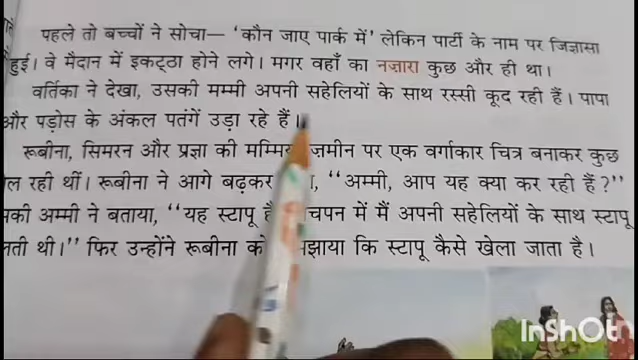 पहले तो बच्चों ने सोचा— ‘कौन जाए पार्क में’ लेकिन पार्टी के नाम पर जिज्ञासा
हुई। वे मैदान में इकट्ठा होने लगे। मगर वहाँ का नज़ारा कुछ और ही था।
वर्तिका ने देखा, उसकी मम्मी अपनी सहेलियों के साथ रस्सी कूद रही हैं। पापा
और पड़ोस के अंकल पतंगें उड़ा रहे हैं।
रूबीना, सिमरन और प्रज्ञा की ज़मीन पर एक वर्गाकार चित्र बनाकर कुछ
रही थीं। रूबीना ने आगे बढ़कर “अम्मी, आप यह क्या कर रही हैं?”
अम्मी ने बताया, “यह स्टापू में मैं अपनी सहेलियों के साथ स्टापू
थी।” फिर उन्होंने रूबीना को कि स्टापू कैसे खेला जाता है।
InShOt